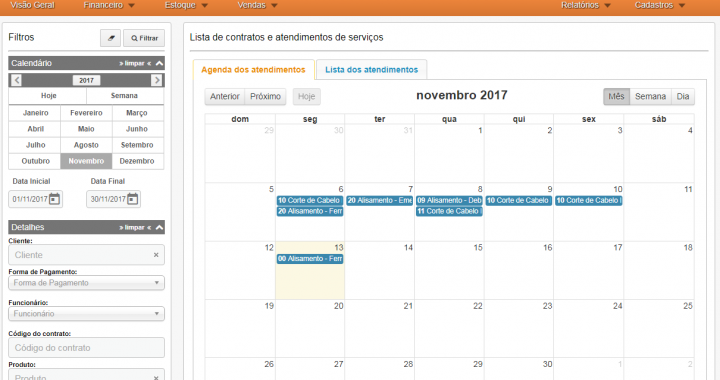 Visão Geral Financeiro Estoque Vendas Relatórios Cadastros
Filtros
Filtrar
Calendário » limpar «
2017
Hoje Semana
Janeiro Fevereiro Março
Abril Maio Junho
Julho Agosto Setembro
Outubro Novembro Dezembro
Data Inicial Data Final
01/11/2017 30/11/2017
Detalhes » limpar «
Cliente:
Cliente ×
Forma de Pagamento:
Forma de Pagamento
Funcionário:
Funcionário
Código do contrato:
Código do contrato
Produto:
Produto ×
Lista de contratos e atendimentos de serviços
Agenda dos atendimentos Lista dos atendimentos
Anterior Próximo Hoje novembro 2017 Mês Semana Dia
dom seg ter qua qui sex sáb
29 30 31 1 2 3 4
5 6 7 8 9 10 11
10 Corte de Cabelo 20 Alisamento - Eme 09 Alisamento - Deb 10 Corte de Cabelo 10 Corte de Cabelo
20 Alisamento - Ferr 11 Corte de Cabelo
12 13 14 15 16 17 18
00 Alisamento - Ferr
19 20 21 22 23 24 25
26 27 28 29 30 1 2